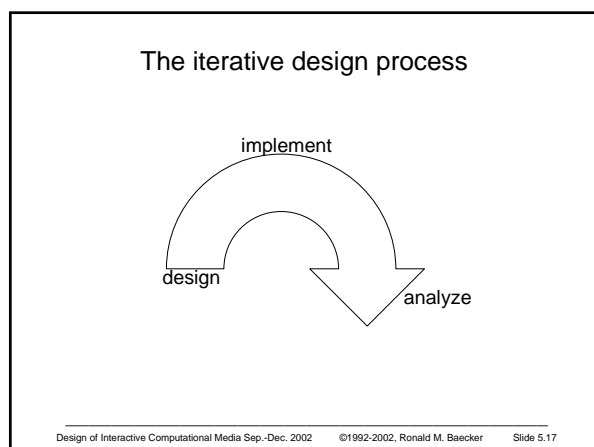 The iterative design process
implement
design
analyze
Design of Interactive Computational Media Sep.-Dec. 2002 ©1992-2002, Ronald M. Baecker Slide 5.17